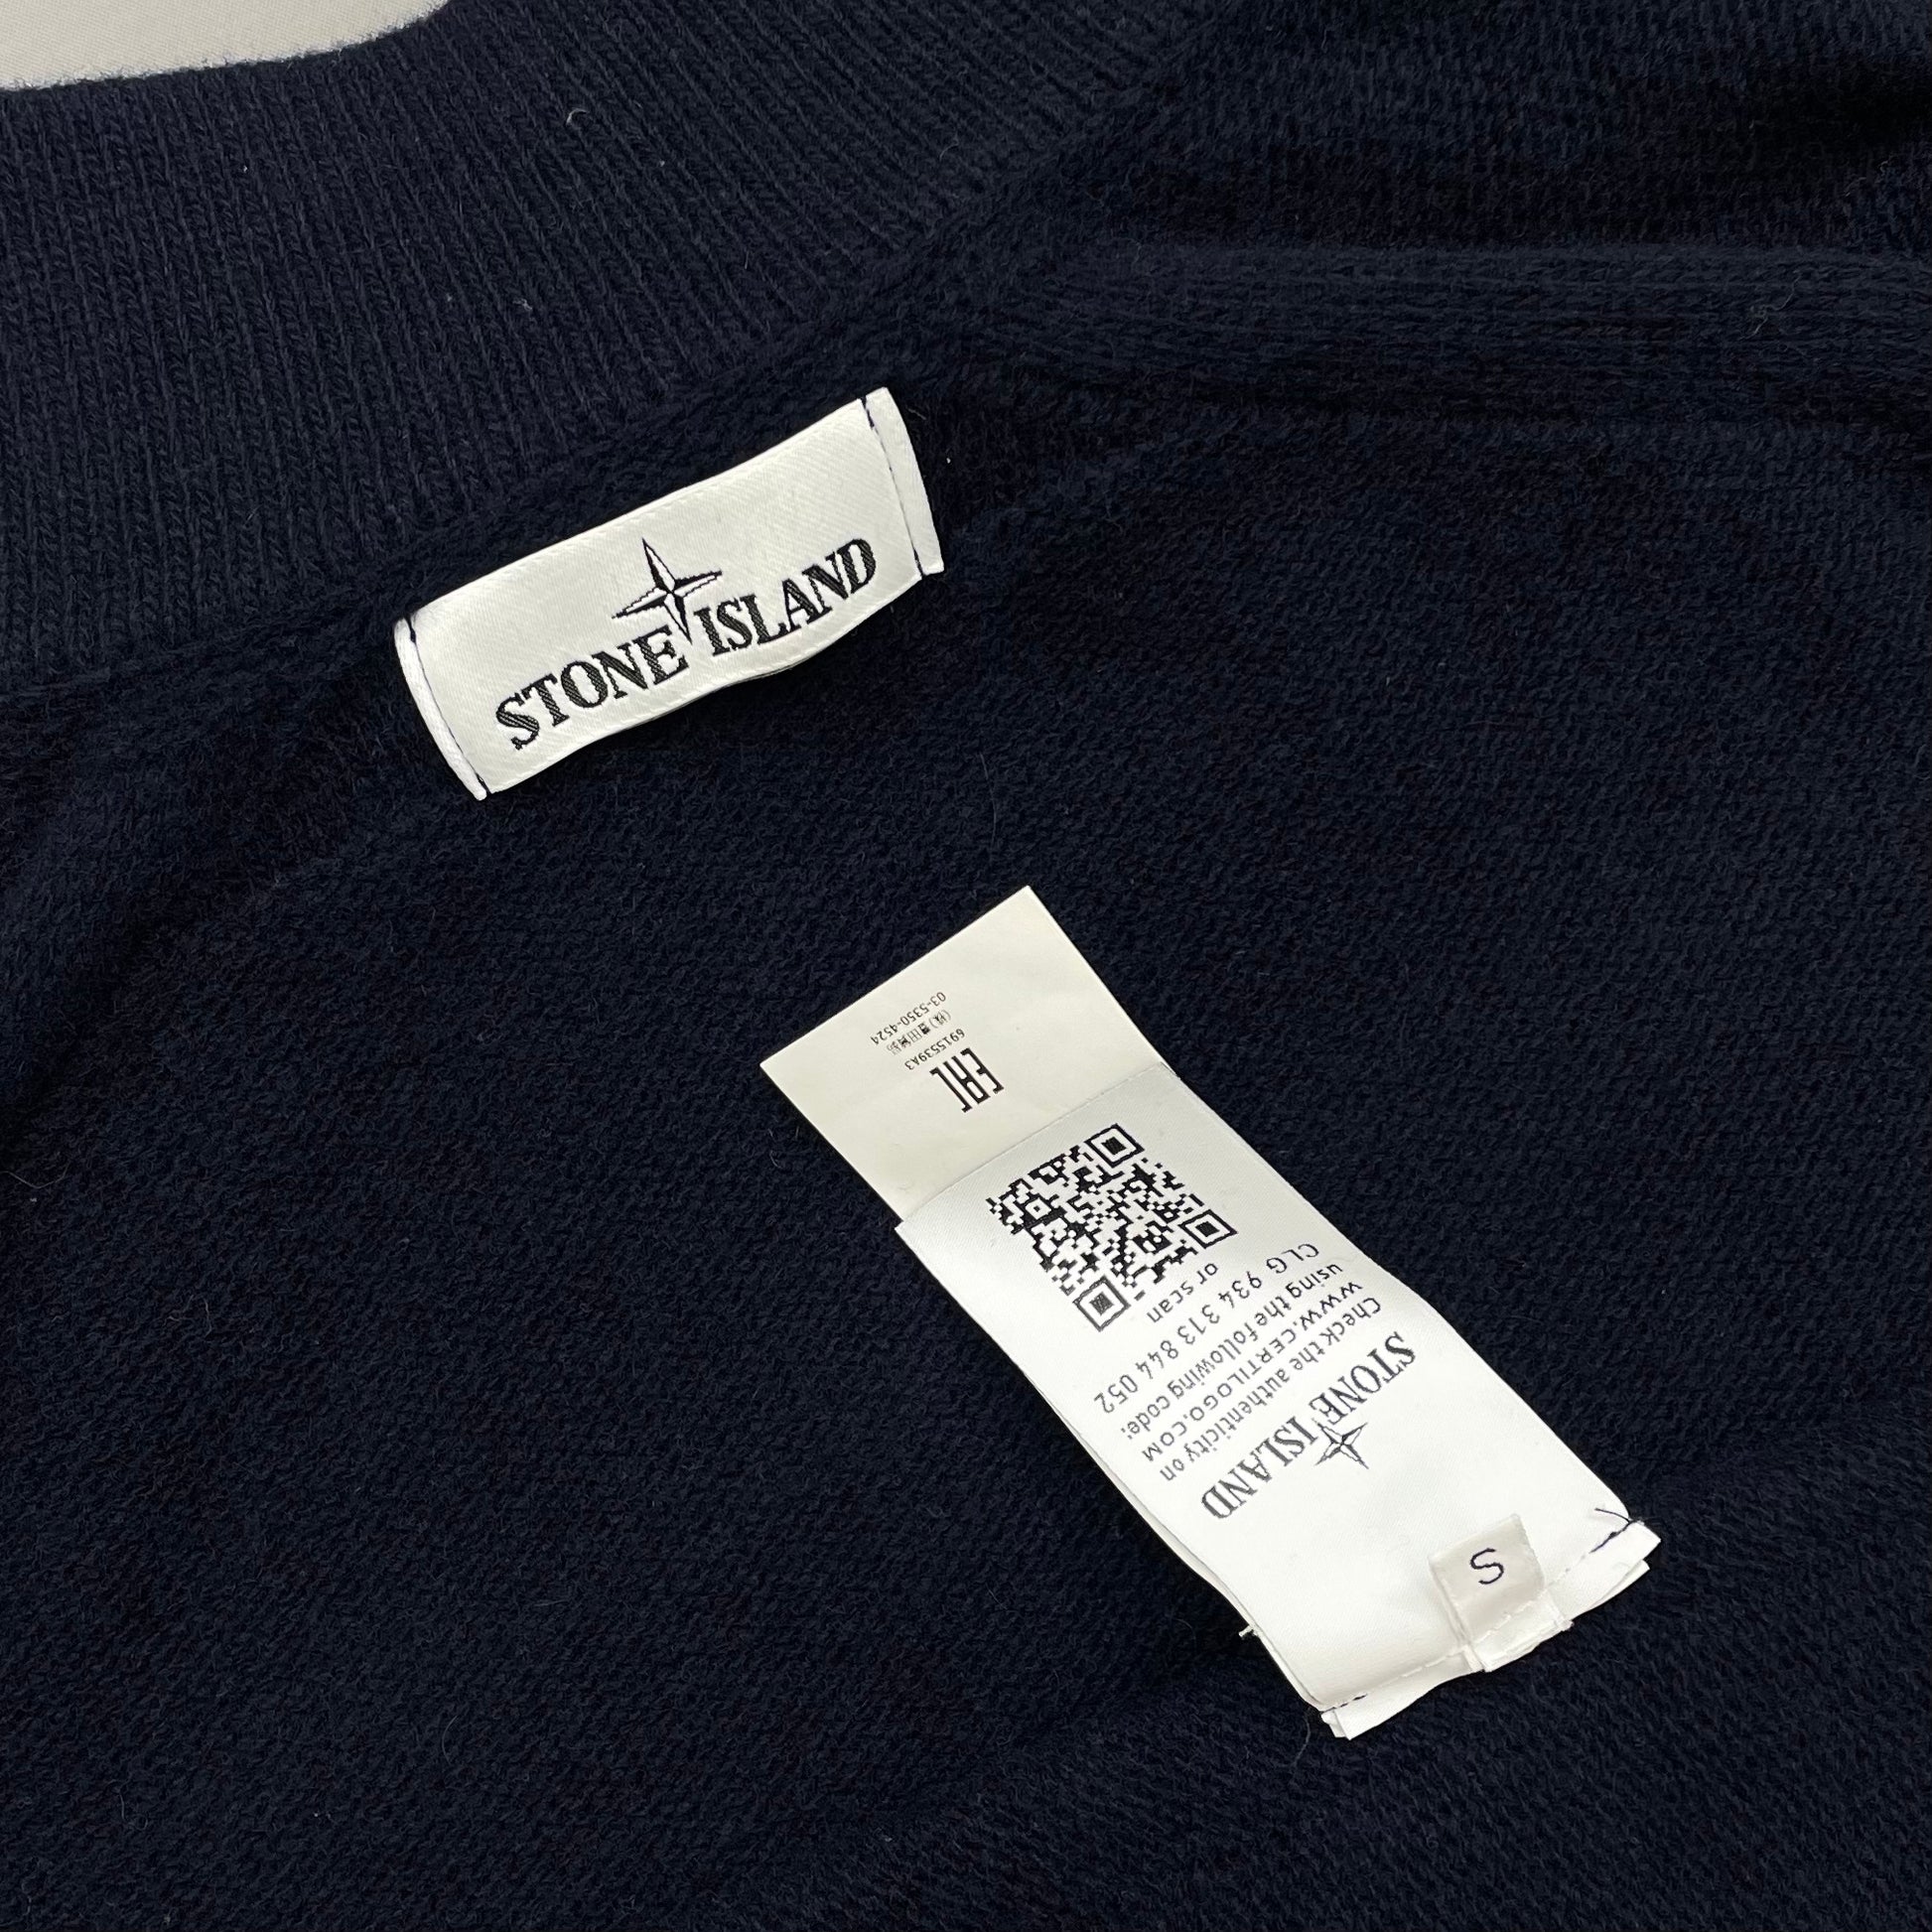 STONE ISLAND
S
STONE ISLAND
Check the authenticity on
WWW.CERTILOGO.COM
using the following code:
CLG 934 313 844 052
or scan
EAC
6915539A3
03-5350-4524